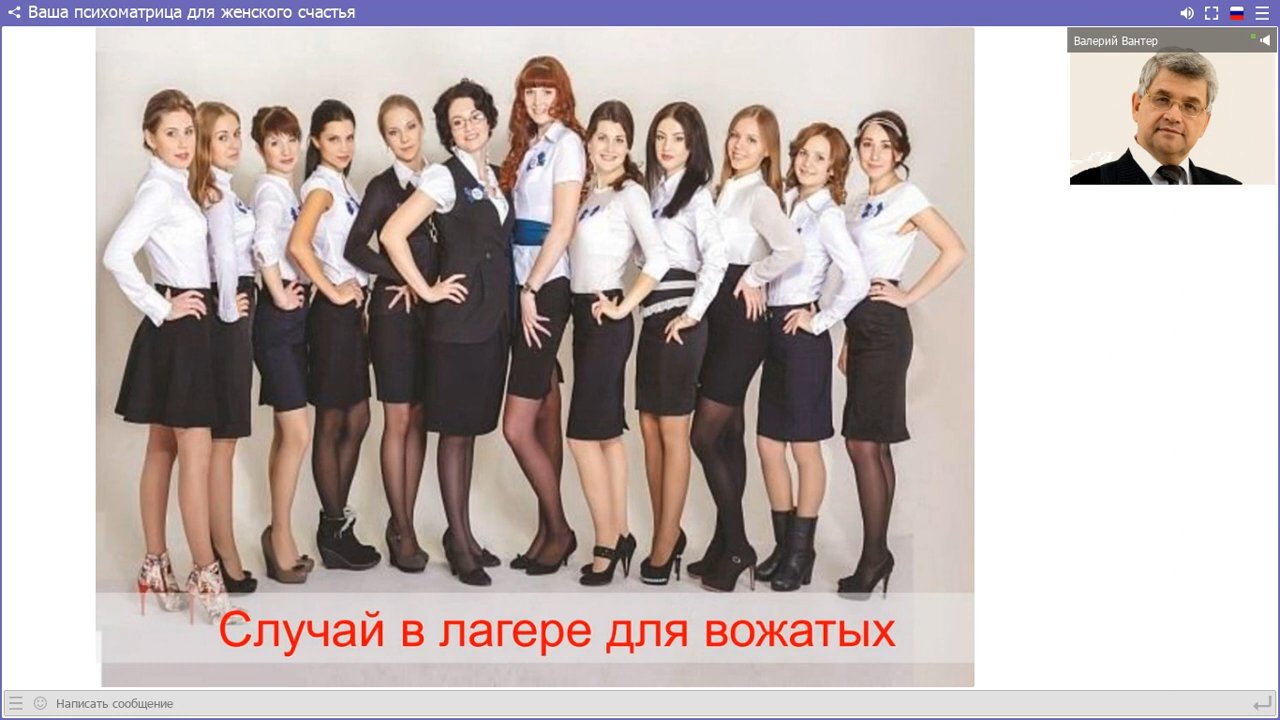 Ваша психоматрица для женского счастья
Валерий Вантер
Случай в лагере для вожатых
Написать сообщение